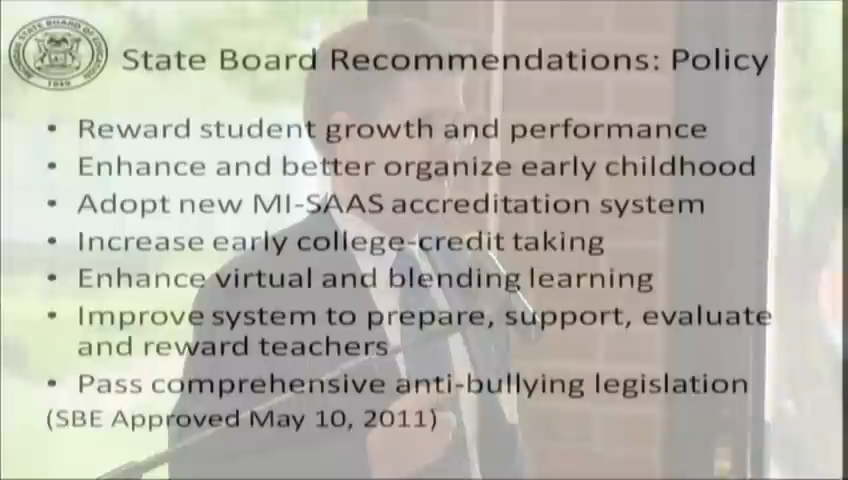 State Board Recommendations: Policy
• Reward student growth and performance
• Enhance and better organize early childhood
• Adopt new MI-SAAS accreditation system
• Increase early college-credit taking
• Enhance virtual and blending learning
• Improve system to prepare, support, evaluate
and reward teachers
• Pass comprehensive anti-bullying legislation
(SBE Approved May 10, 2011)